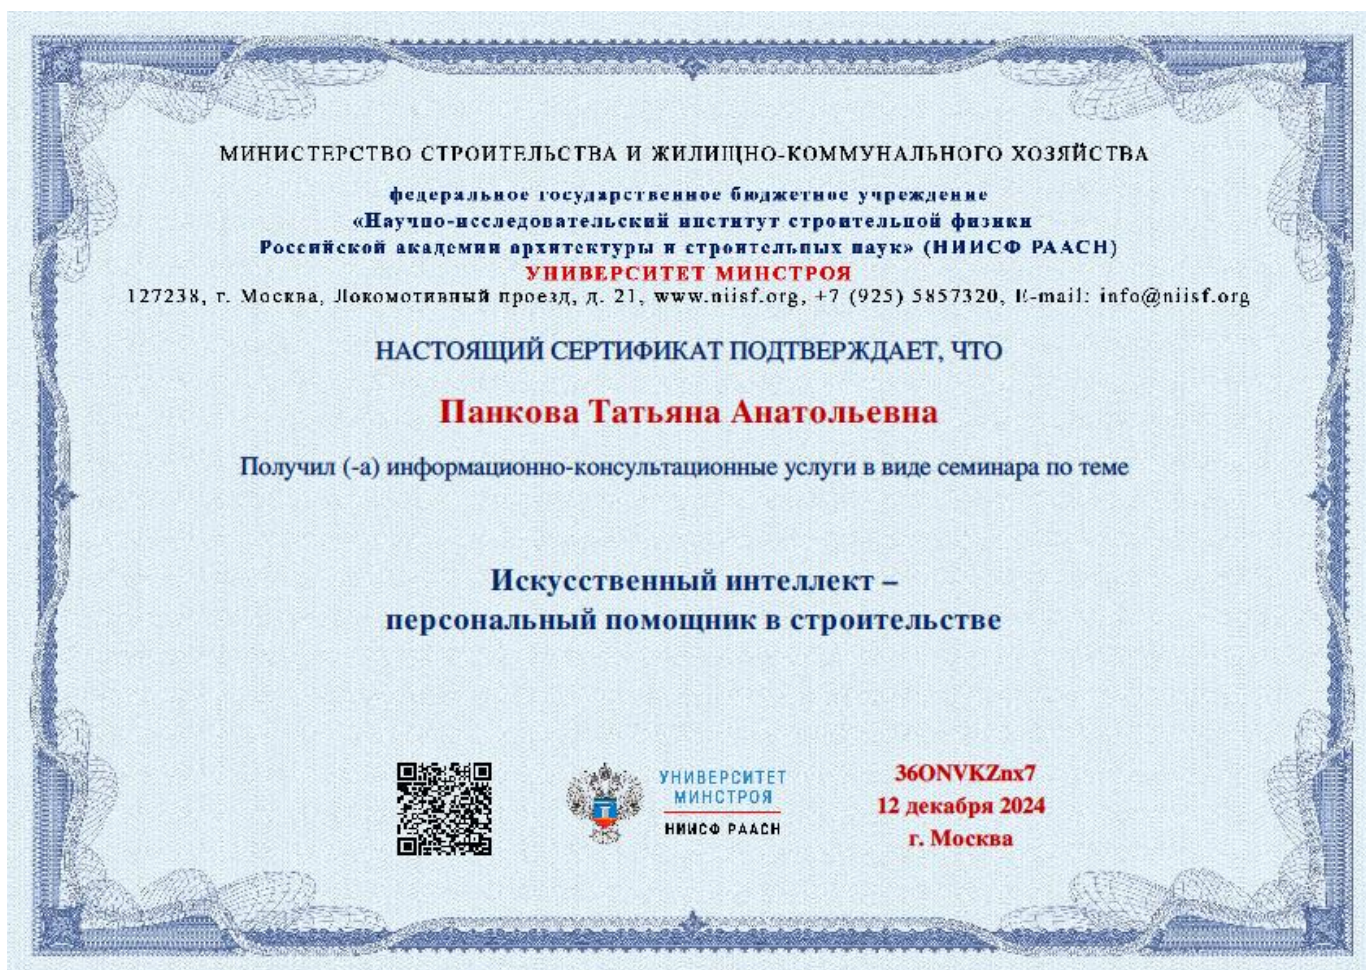 МИНИСТЕРСТВО СТРОИТЕЛЬСТВА И ЖИЛИЩНО-КОММУНАЛЬНОГО ХОЗЯЙСТВА
федеральное государственное бюджетное учреждение
«Научно-исследовательский институт строительной физики
Российской академии архитектуры и строительных наук» (НИИСФ РААСН)
УНИВЕРСИТЕТ МИНСТРОЯ
127238, г. Москва, Локомотивный проезд, д. 21, www.niisf.org, +7 (925) 5857320, E-mail: info@niisf.org
НАСТОЯЩИЙ СЕРТИФИКАТ ПОДТВЕРЖДАЕТ, ЧТО
Панкова Татьяна Анатольевна
Получил (-а) информационно-консультационные услуги в виде семинара по теме
Искусственный интеллект –
персональный помощник в строительстве
УНИВЕРСИТЕТ
МИНСТРОЯ
НИИСФ РААСН
36ONVKZnx7
12 декабря 2024
г. Москва